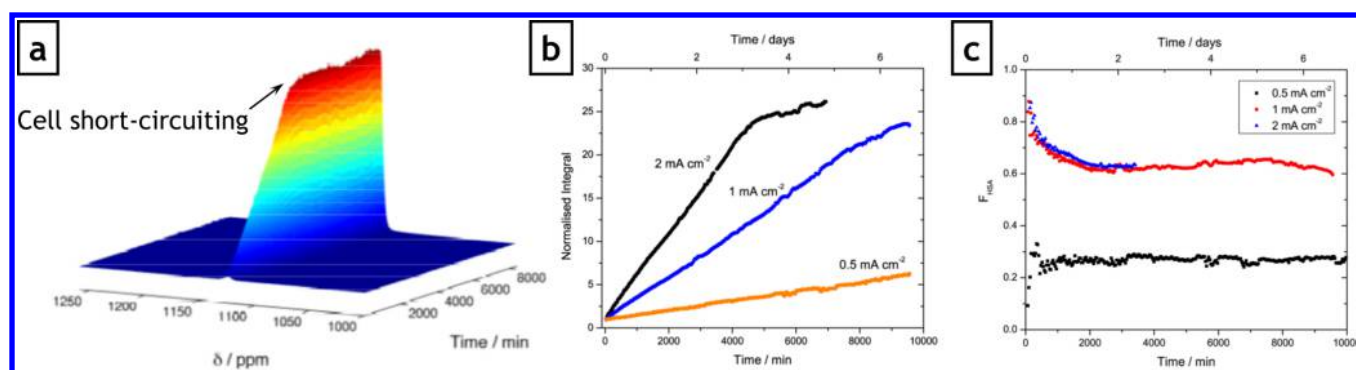 a
Cell short-circuiting
1250
1200
1150
1100
1050
1000
δ / ppm
2000
4000
6000
8000
Time / min
b
Time / days
0 2 4 6
30
25
20
15
10
5
0
Normalised Integral
2 mA cm⁻²
1 mA cm⁻²
0.5 mA cm⁻²
0 2000 4000 6000 8000 10000
Time / min
c
Time / days
0 2 4 6
1.0
0.8
0.6
0.4
0.2
0.0
F_HSA
0.5 mA cm⁻²
1 mA cm⁻²
2 mA cm⁻²
0 2000 4000 6000 8000 10000
Time / min